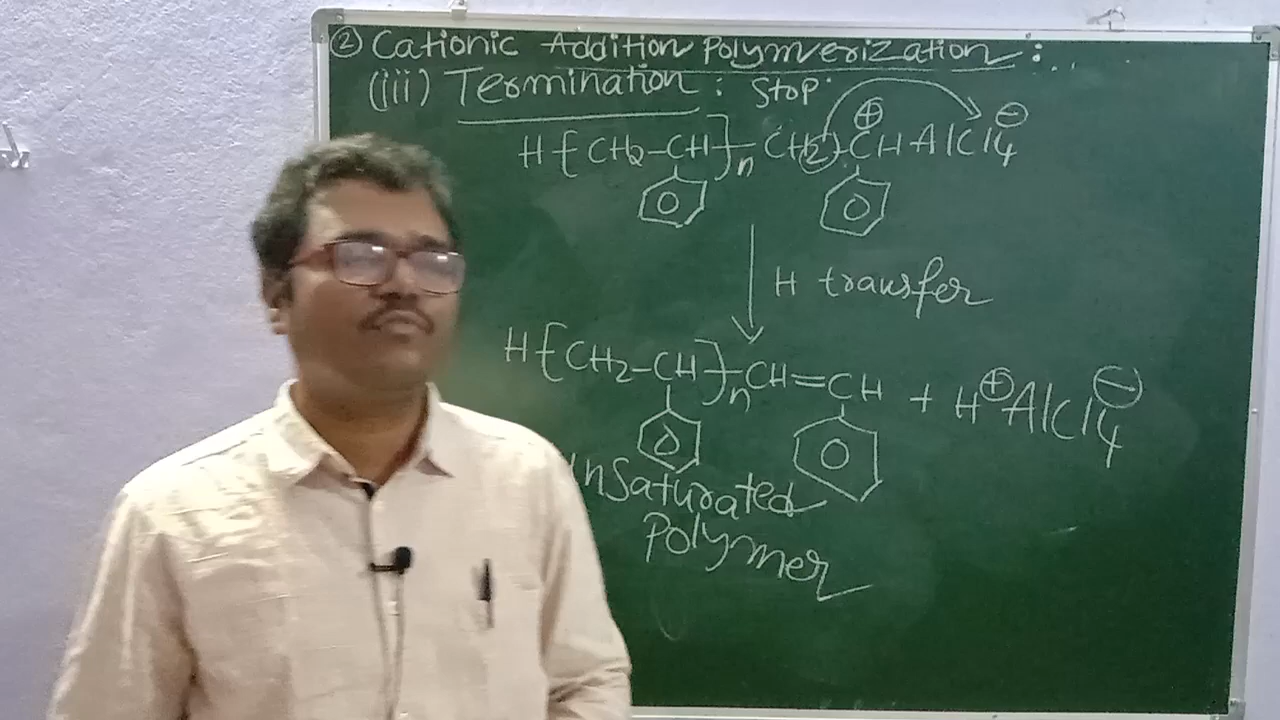 ② Cationic Addition Polymerization:
(iii) Termination: Stop
H-[CH2-CH]n-CH2-CH⊕ AlCl4⊖
H transfer
H-[CH2-CH]n-CH=CH + H⊕AlCl4⊖
UnSaturated
Polymer